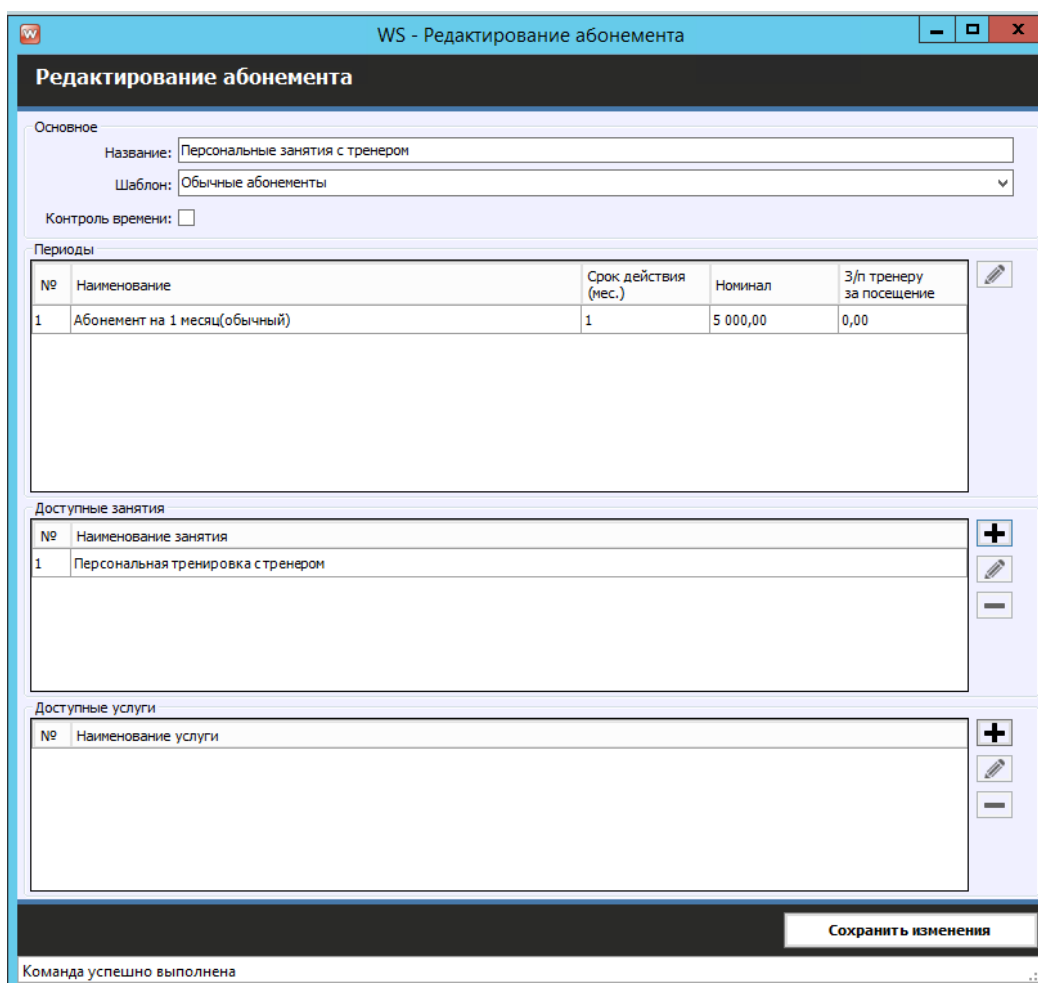 WS - Редактирование абонемента
Редактирование абонемента
Основное
Название: Персональные занятия с тренером
Шаблон: Обычные абонементы
Контроль времени:
Периоды
№ Наименование Срок действия (мес.) Номинал З/п тренеру за посещение
1 Абонемент на 1 месяц(обычный) 1 5 000,00 0,00
Доступные занятия
№ Наименование занятия
1 Персональная тренировка с тренером
Доступные услуги
№ Наименование услуги
Сохранить изменения
Команда успешно выполнена